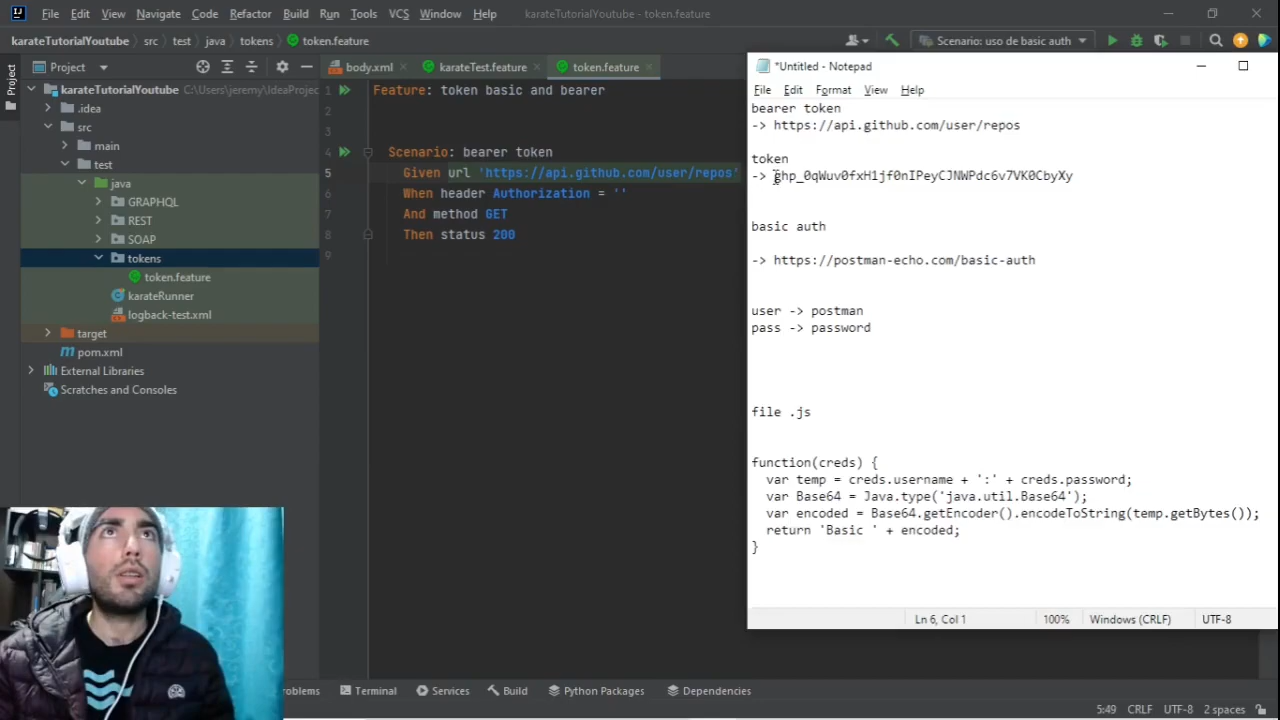 File Edit View Navigate Code Refactor Build Run Tools VCS Window Help karateTutorialYoutube - token.feature
karateTutorialYoutube src test java tokens token.feature
Scenario: uso de basic auth
Project
Project
body.xml
karateTest.feature
token.feature
karateTutorialYoutube C:\Users\jeremy\IdeaProjec
.idea
src
main
test
java
GRAPHQL
REST
SOAP
tokens
token.feature
karateRunner
logback-test.xml
target
pom.xml
External Libraries
Scratches and Consoles
1 Feature: token basic and bearer
2
3
4 Scenario: bearer token
5 Given url 'https://api.github.com/user/repos'
6 When header Authorization = ''
7 And method GET
8 Then status 200
9
*Untitled - Notepad
File Edit Format View Help
bearer token
-> https://api.github.com/user/repos
token
-> 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
basic auth
-> https://postman-echo.com/basic-auth
user -> postman
pass -> password
file .js
function(creds) {
var temp = creds.username + ':' + creds.password;
var Base64 = Java.type('java.util.Base64');
var encoded = Base64.getEncoder().encodeToString(temp.getBytes());
return 'Basic ' + encoded;
}
Ln 6, Col 1 100% Windows (CRLF) UTF-8
oblems Terminal Services Build Python Packages Dependencies
5:49 CRLF UTF-8 2 spaces